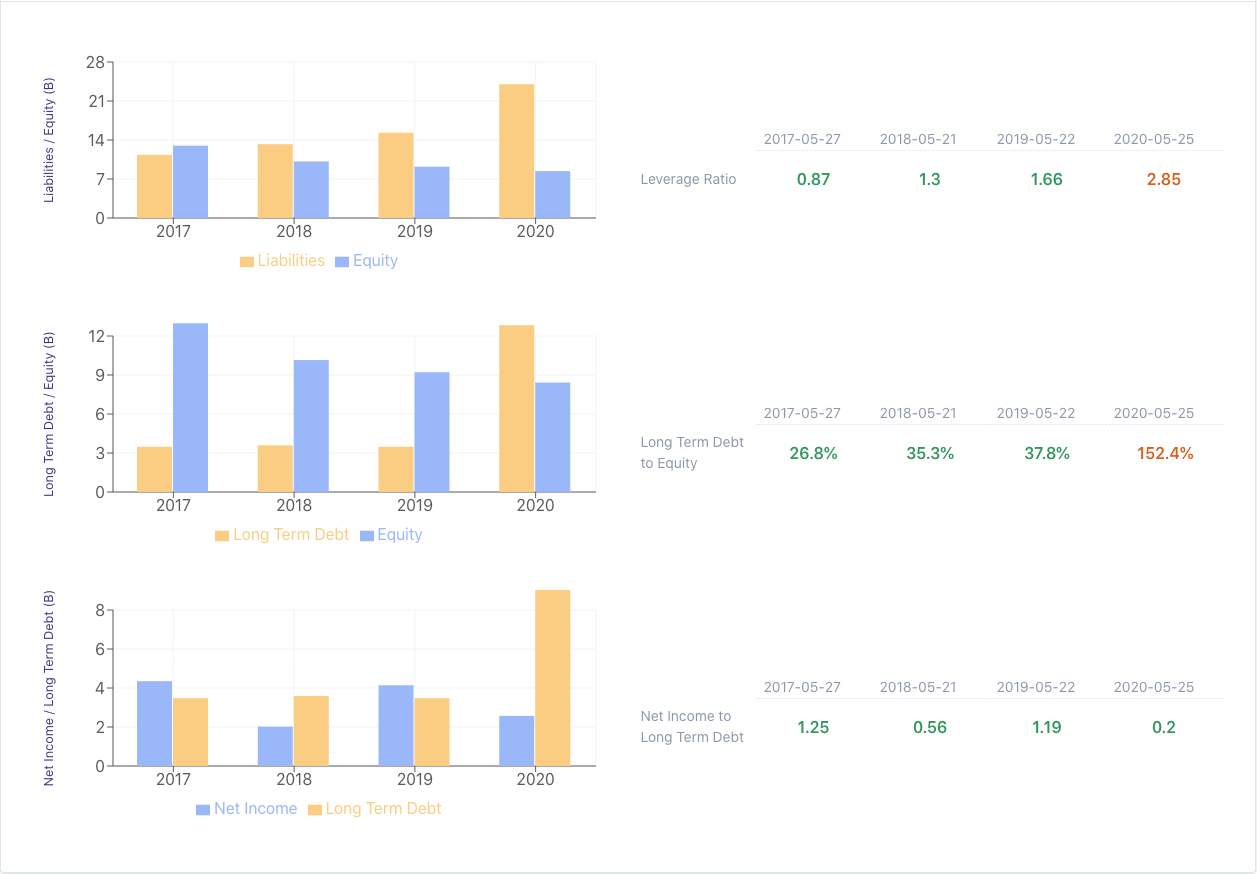 Liabilities / Equity (B)
28
21
14
7
0
2017 2018 2019 2020
Liabilities Equity
2017-05-27 2018-05-21 2019-05-22 2020-05-25
Leverage Ratio 0.87 1.3 1.66 2.85
Long Term Debt / Equity (B)
12
9
6
3
0
2017 2018 2019 2020
Long Term Debt Equity
2017-05-27 2018-05-21 2019-05-22 2020-05-25
Long Term Debt
to Equity
26.8% 35.3% 37.8% 152.4%
Net Income / Long Term Debt (B)
8
6
4
2
0
2017 2018 2019 2020
Net Income Long Term Debt
2017-05-27 2018-05-21 2019-05-22 2020-05-25
Net Income to
Long Term Debt
1.25 0.56 1.19 0.2